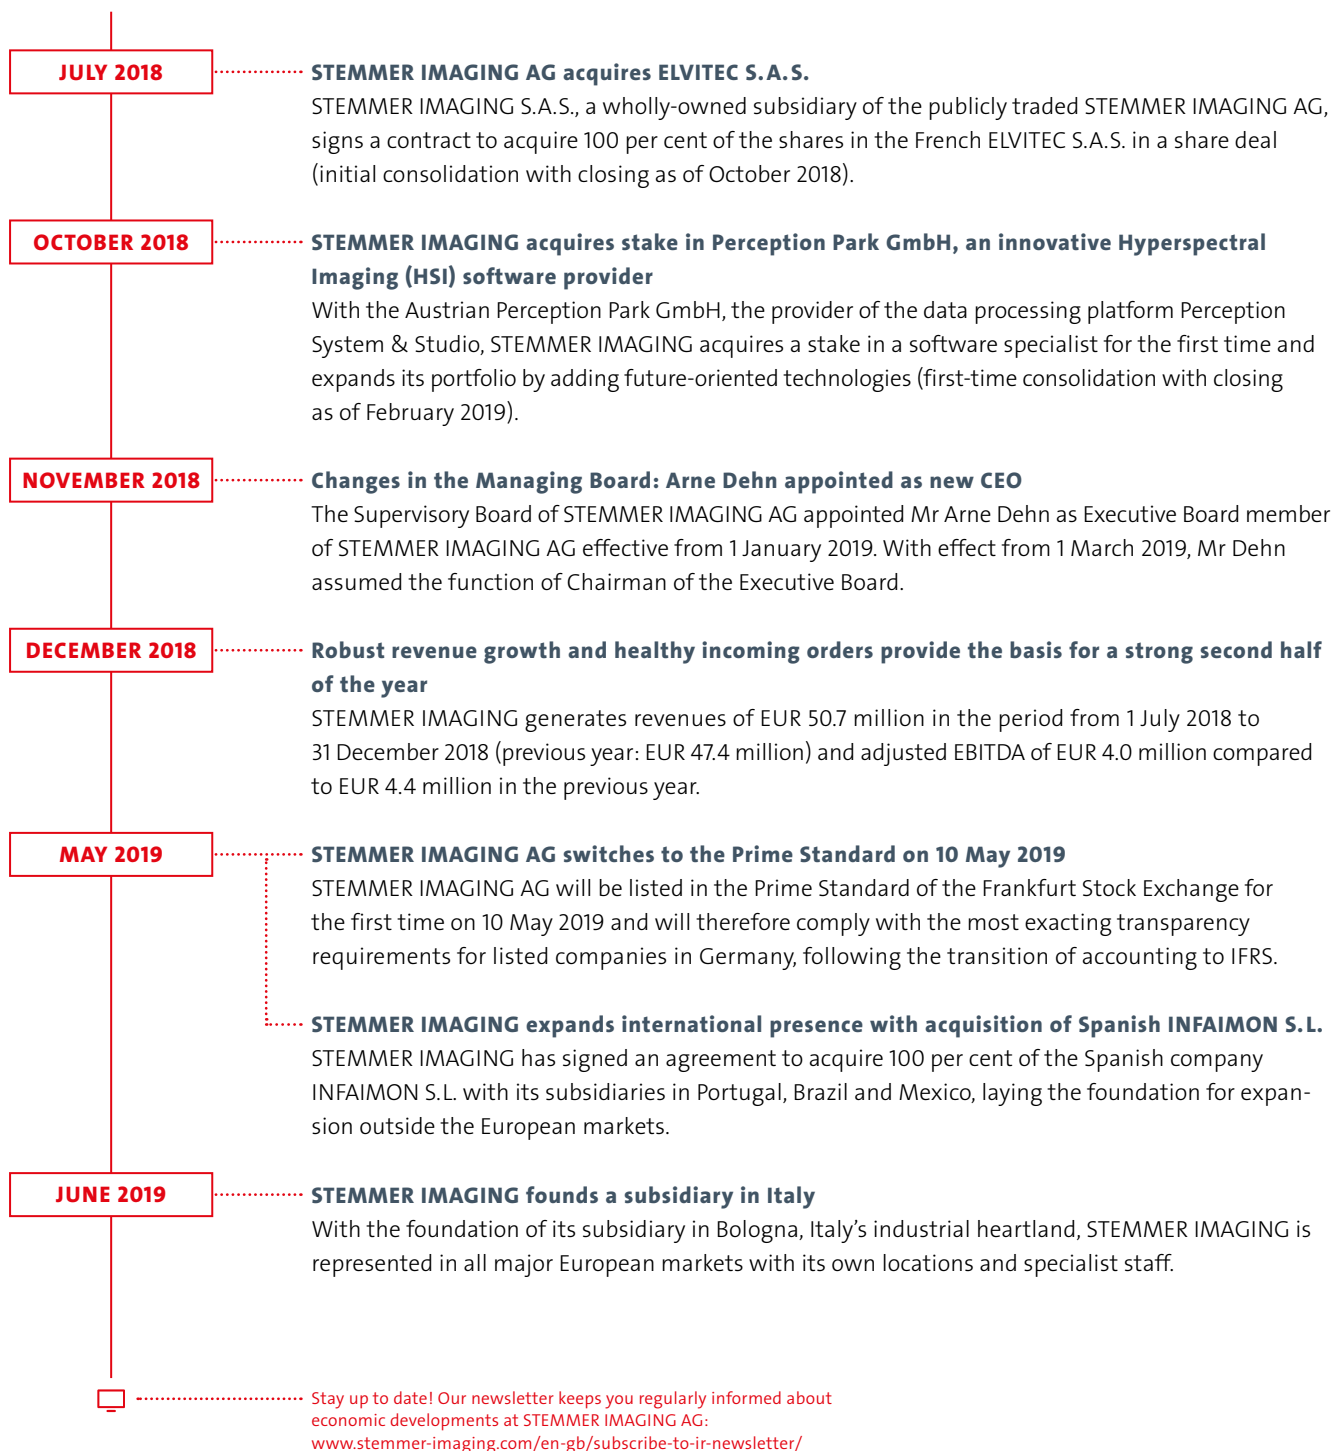 JULY 2018
STEMMER IMAGING AG acquires ELVITEC S.A.S.
STEMMER IMAGING S.A.S., a wholly-owned subsidiary of the publicly traded STEMMER IMAGING AG,
signs a contract to acquire 100 per cent of the shares in the French ELVITEC S.A.S. in a share deal
(initial consolidation with closing as of October 2018).
OCTOBER 2018
STEMMER IMAGING acquires stake in Perception Park GmbH, an innovative Hyperspectral
Imaging (HSI) software provider
With the Austrian Perception Park GmbH, the provider of the data processing platform Perception
System & Studio, STEMMER IMAGING acquires a stake in a software specialist for the first time and
expands its portfolio by adding future-oriented technologies (first-time consolidation with closing
as of February 2019).
NOVEMBER 2018
Changes in the Managing Board: Arne Dehn appointed as new CEO
The Supervisory Board of STEMMER IMAGING AG appointed Mr Arne Dehn as Executive Board member
of STEMMER IMAGING AG effective from 1 January 2019. With effect from 1 March 2019, Mr Dehn
assumed the function of Chairman of the Executive Board.
DECEMBER 2018
Robust revenue growth and healthy incoming orders provide the basis for a strong second half
of the year
STEMMER IMAGING generates revenues of EUR 50.7 million in the period from 1 July 2018 to
31 December 2018 (previous year: EUR 47.4 million) and adjusted EBITDA of EUR 4.0 million compared
to EUR 4.4 million in the previous year.
MAY 2019
STEMMER IMAGING AG switches to the Prime Standard on 10 May 2019
STEMMER IMAGING AG will be listed in the Prime Standard of the Frankfurt Stock Exchange for
the first time on 10 May 2019 and will therefore comply with the most exacting transparency
requirements for listed companies in Germany, following the transition of accounting to IFRS.
STEMMER IMAGING expands international presence with acquisition of Spanish INFAIMON S.L.
STEMMER IMAGING has signed an agreement to acquire 100 per cent of the Spanish company
INFAIMON S.L. with its subsidiaries in Portugal, Brazil and Mexico, laying the foundation for expan-
sion outside the European markets.
JUNE 2019
STEMMER IMAGING founds a subsidiary in Italy
With the foundation of its subsidiary in Bologna, Italy’s industrial heartland, STEMMER IMAGING is
represented in all major European markets with its own locations and specialist staff.
Stay up to date! Our newsletter keeps you regularly informed about
economic developments at STEMMER IMAGING AG:
www.stemmer-imaging.com/en-gb/subscribe-to-ir-newsletter/